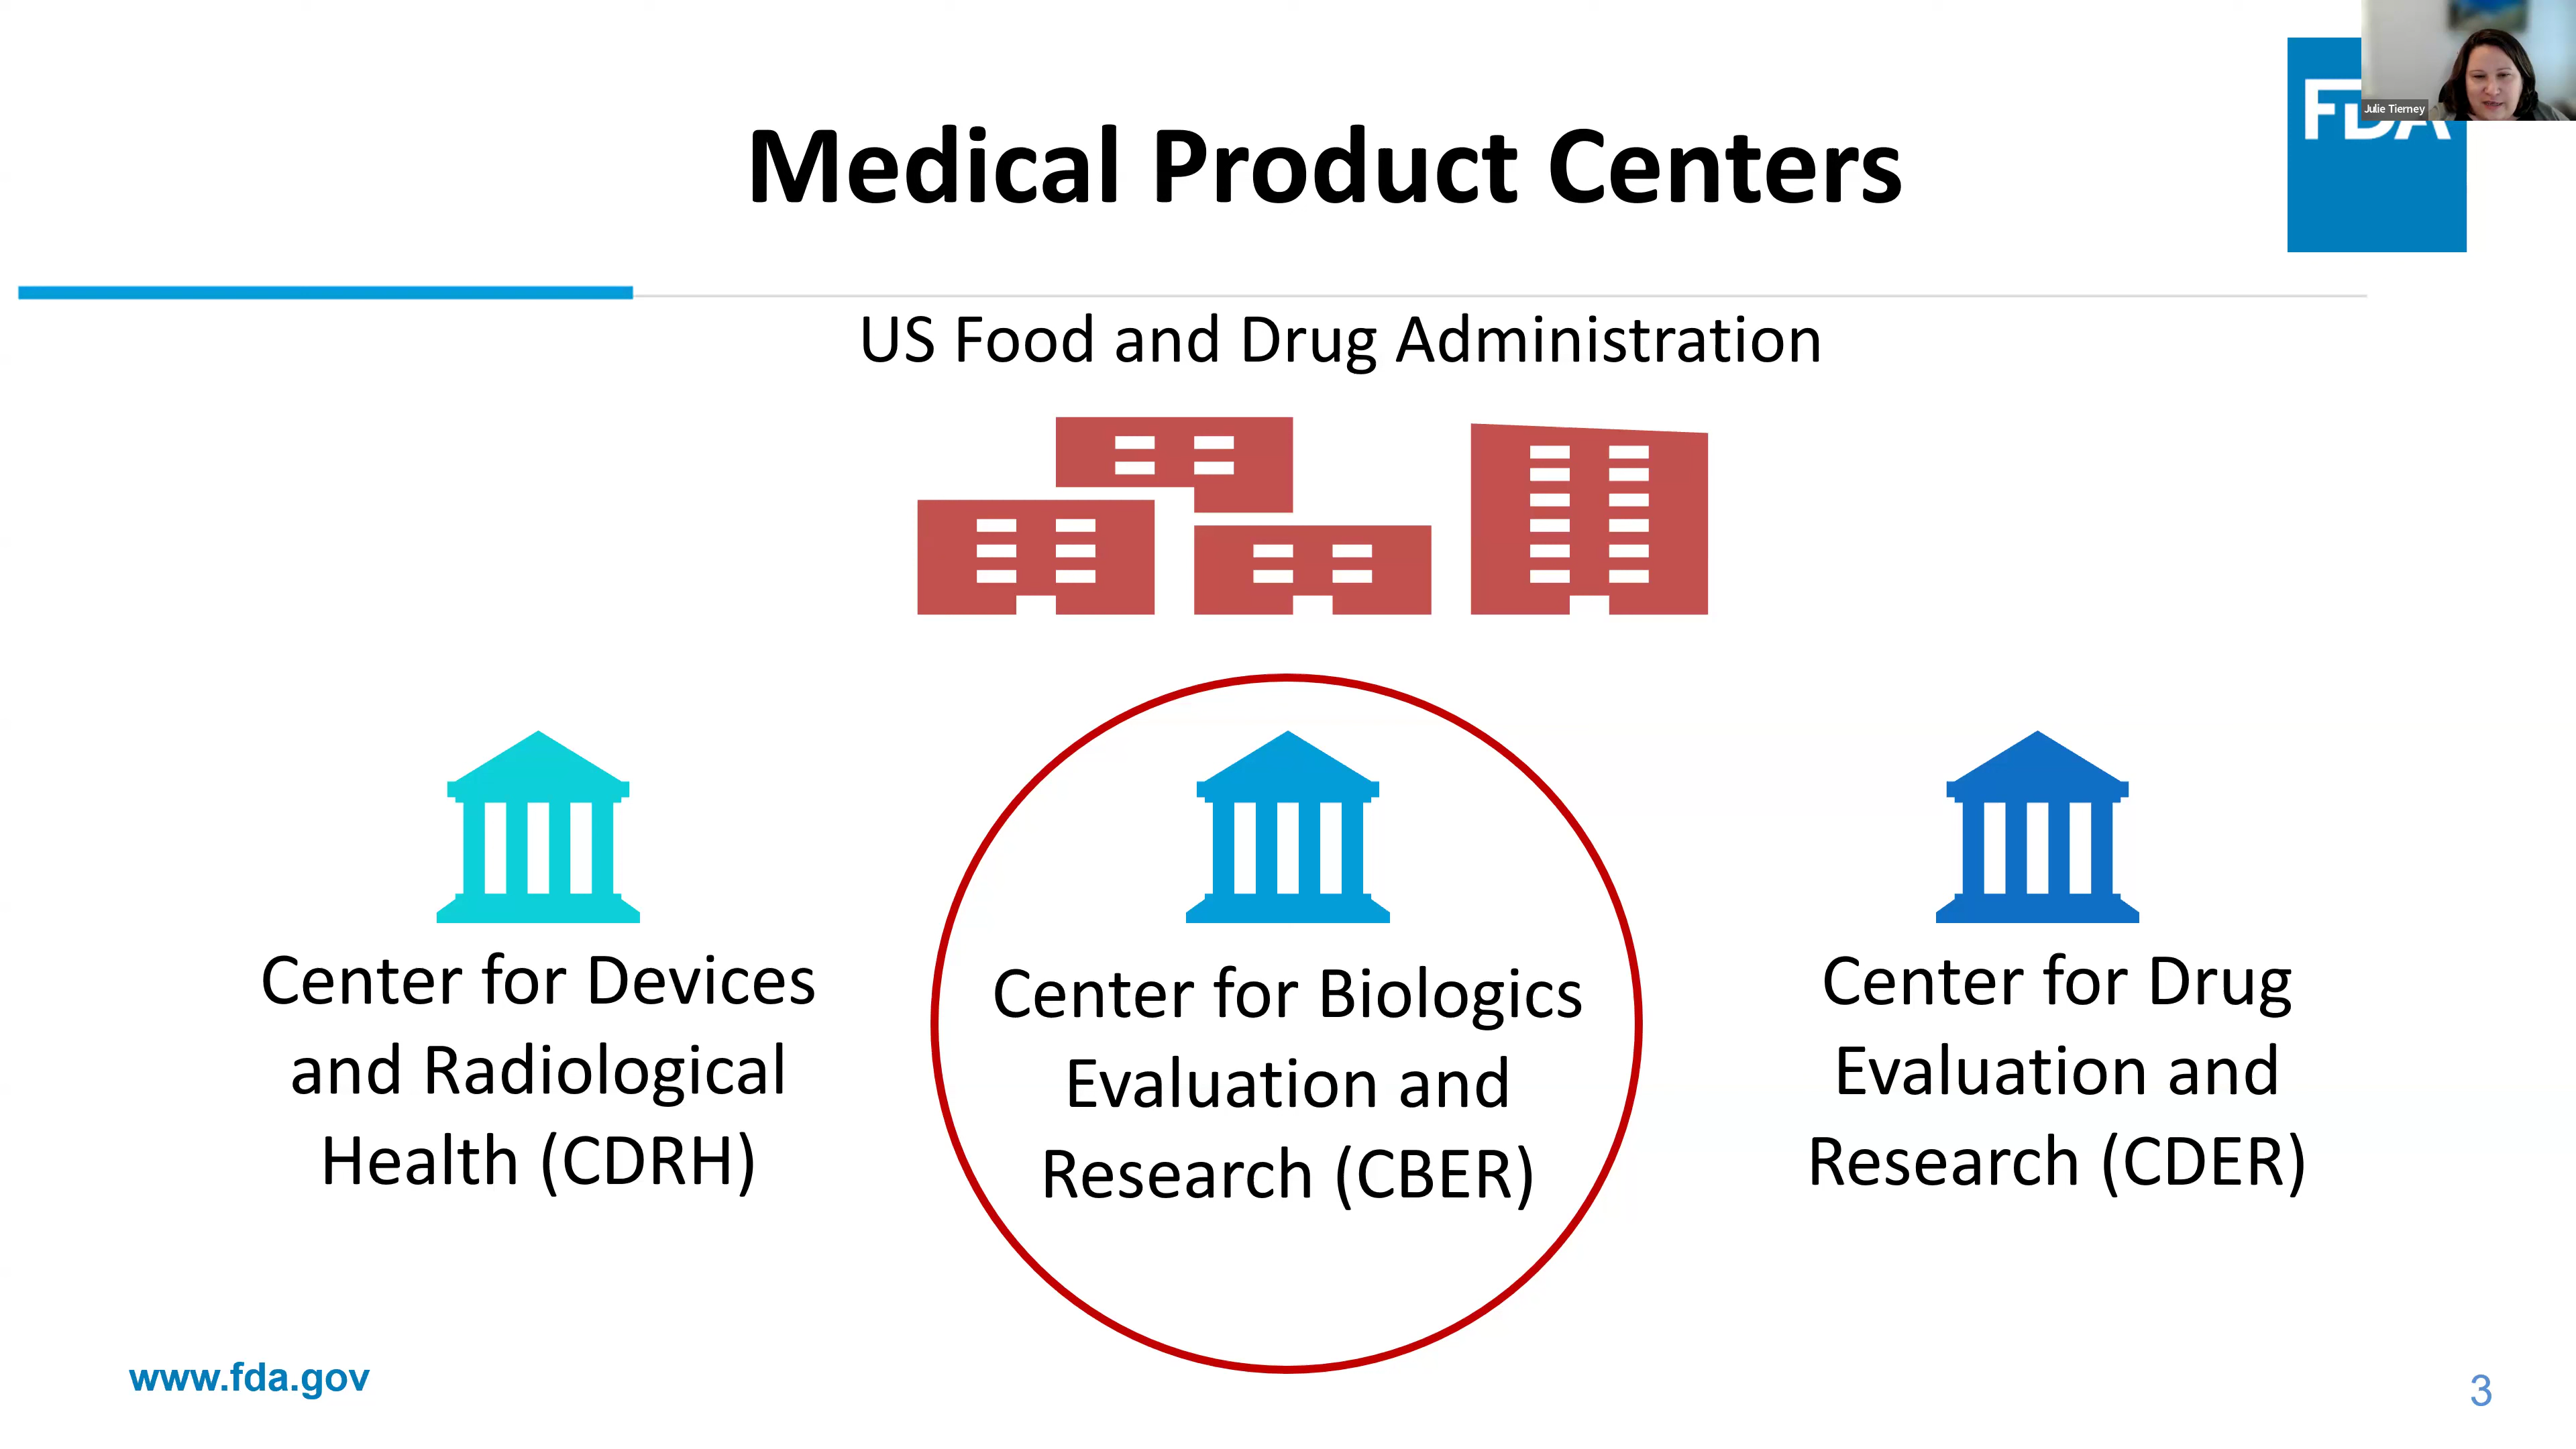 Medical Product Centers
FDA
Julie Tierney
US Food and Drug Administration
Center for Devices
and Radiological
Health (CDRH)
Center for Biologics
Evaluation and
Research (CBER)
Center for Drug
Evaluation and
Research (CDER)
www.fda.gov
3